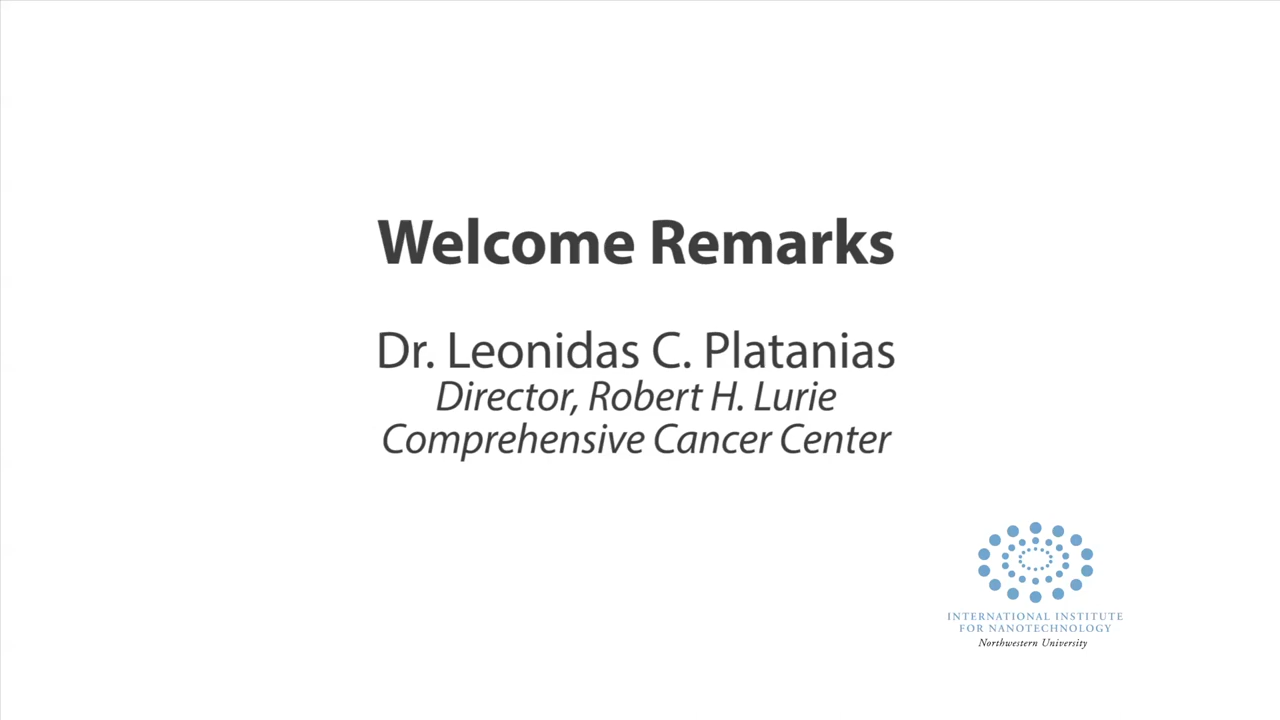 Welcome Remarks
Dr. Leonidas C. Platanias
Director, Robert H. Lurie
Comprehensive Cancer Center
INTERNATIONAL INSTITUTE
FOR NANOTECHNOLOGY
Northwestern University